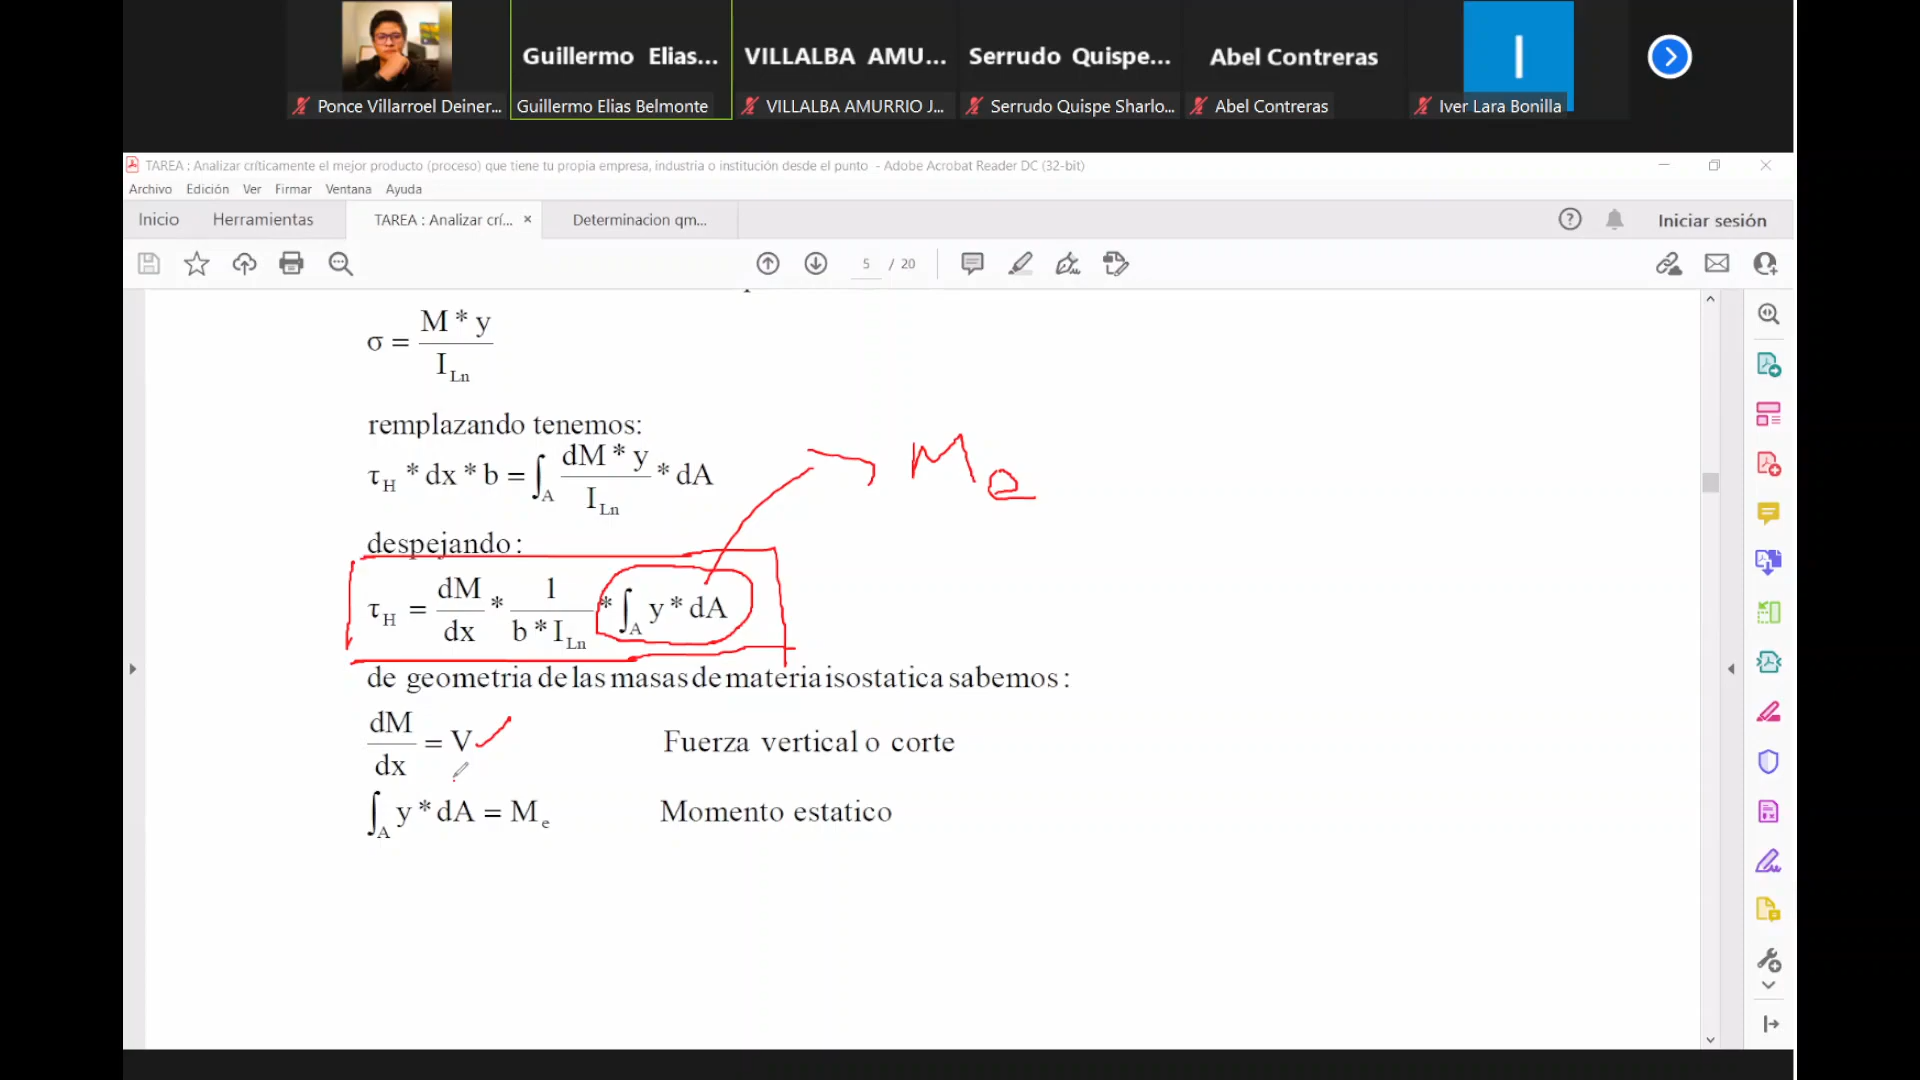 Guillermo Elias...
VILLALBA AMU...
Serrudo Quispe...
Abel Contreras
I
Ponce Villarroel Deiner...
Guillermo Elias Belmonte
VILLALBA AMURRIO J...
Serrudo Quispe Sharlo...
Abel Contreras
Iver Lara Bonilla
TAREA : Analizar críticamente el mejor producto (proceso) que tiene tu propia empresa, industria o institución desde el punto - Adobe Acrobat Reader DC (32-bit)
Archivo Edición Ver Firmar Ventana Ayuda
Inicio Herramientas TAREA : Analizar crí... × Determinacion qm... Iniciar sesión
5 / 20
σ = M * y / I_Ln
remplazando tenemos:
τ_H * dx * b = ∫_A dM * y / I_Ln * dA
M e
despejando :
τ_H = dM/dx * 1/(b * I_Ln) * ∫_A y * dA
de geometria de las masas de materia isostatica sabemos :
dM/dx = V Fuerza vertical o corte
∫_A y * dA = M_e Momento estatico